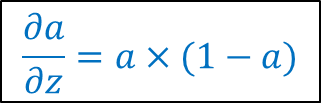 ∂a/∂z = a × (1 − a)